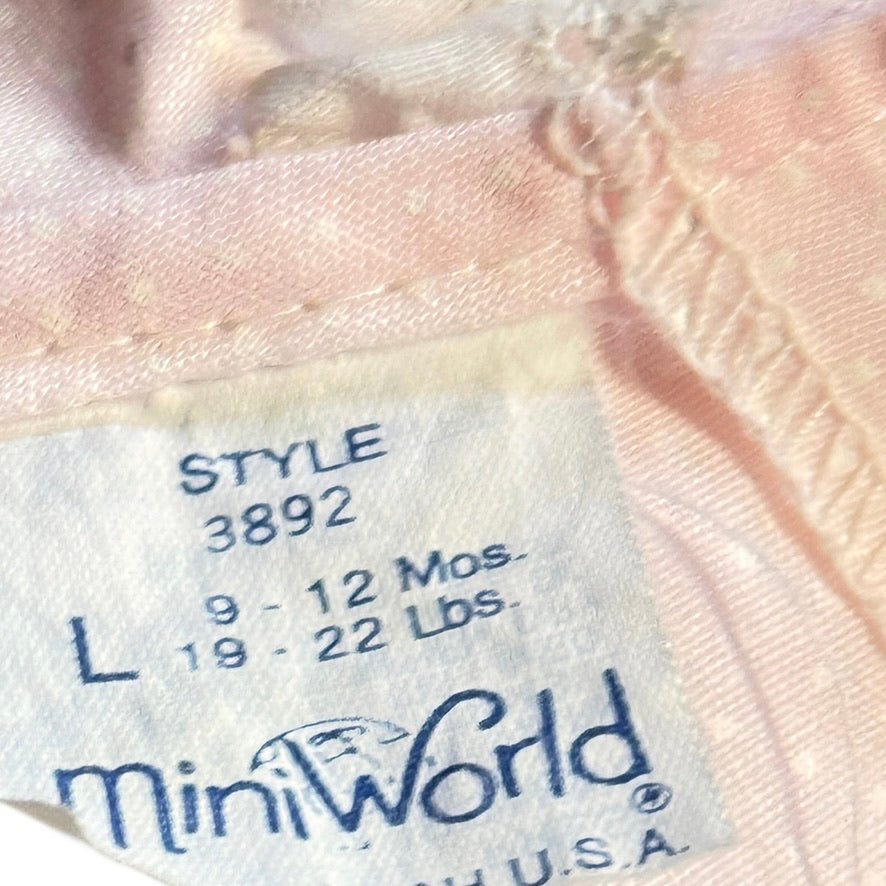 STYLE
3892
L 9 - 12 Mos.
19 - 22 Lbs.
miniWorld ®
U.S.A.